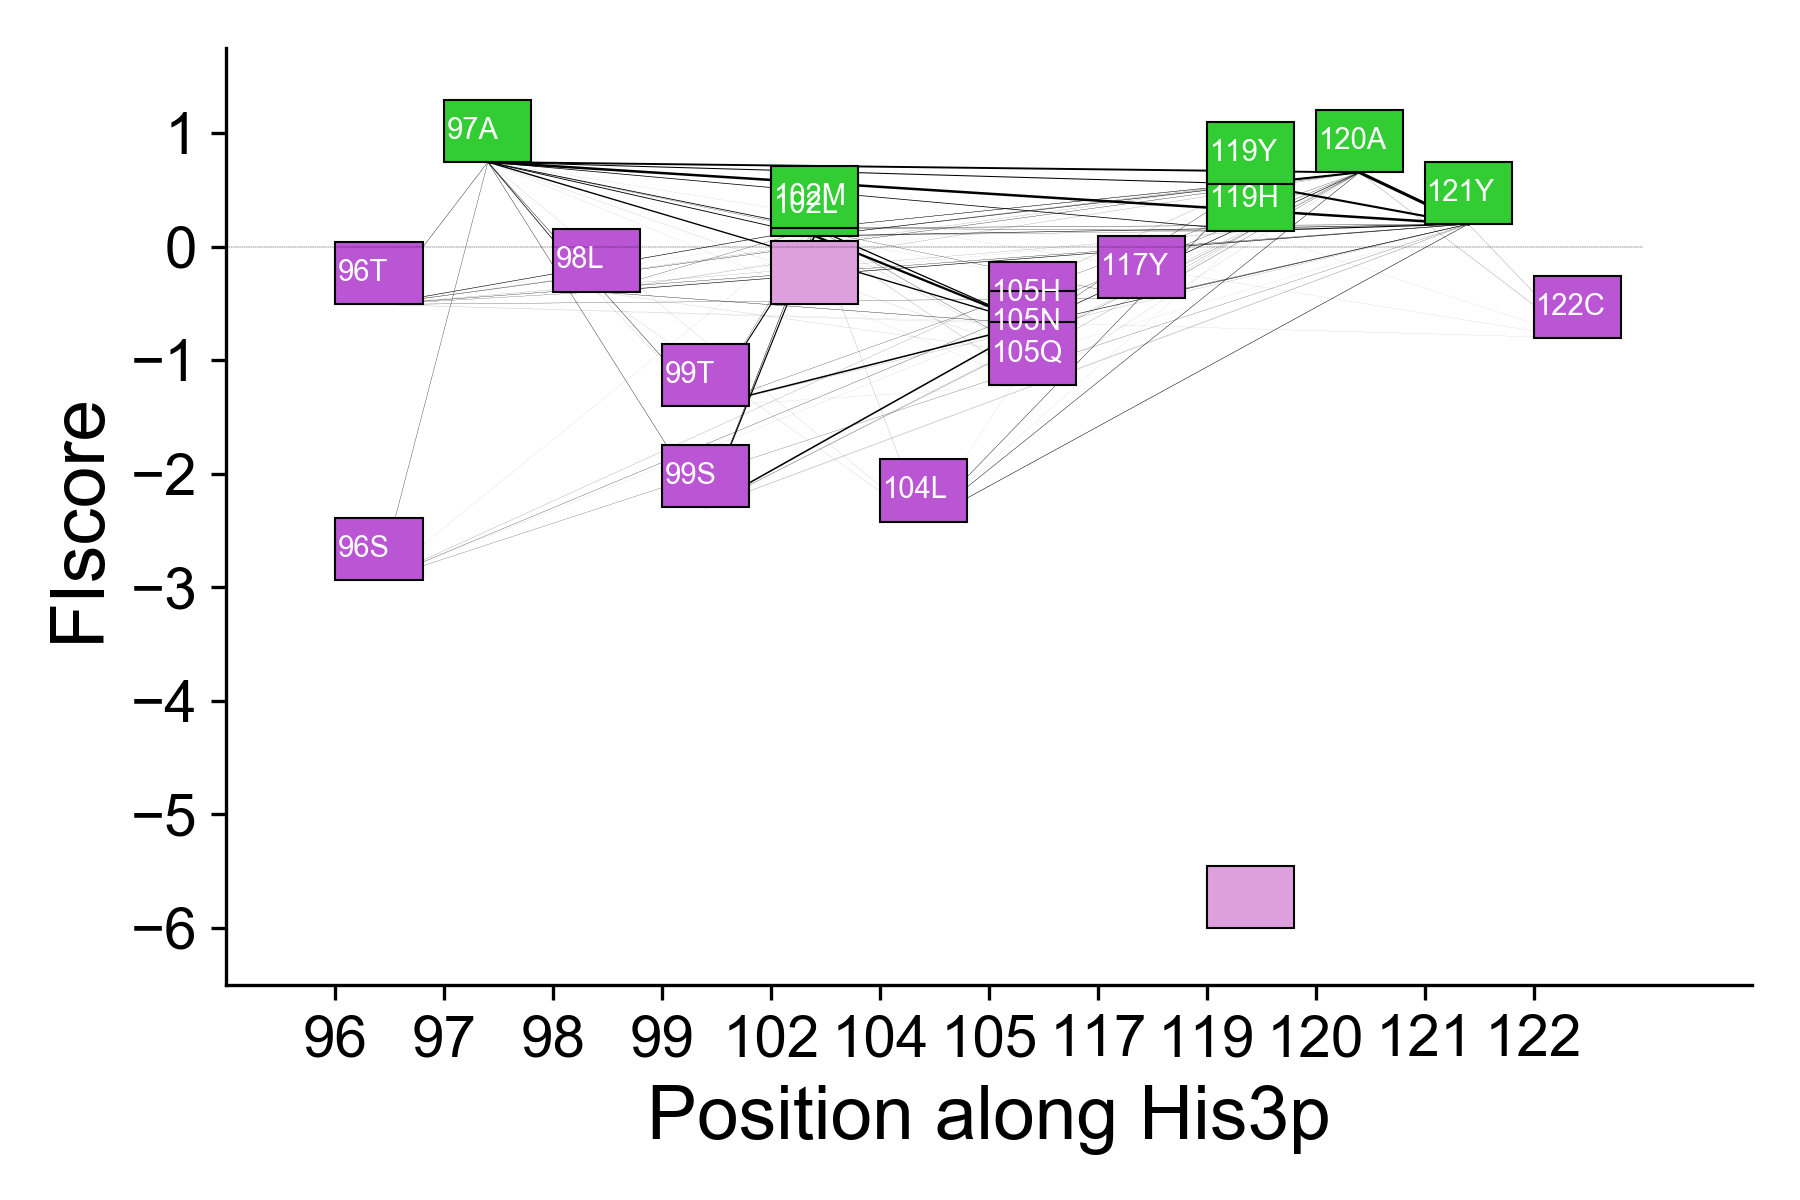 FIscore
1
0
−1
−2
−3
−4
−5
−6
97A
119Y
120A
102M
102L
119H
121Y
96T
98L
117Y
105H
122C
105N
99T
105Q
99S
104L
96S
96 97 98 99 102 104 105 117 119 120 121 122
Position along His3p